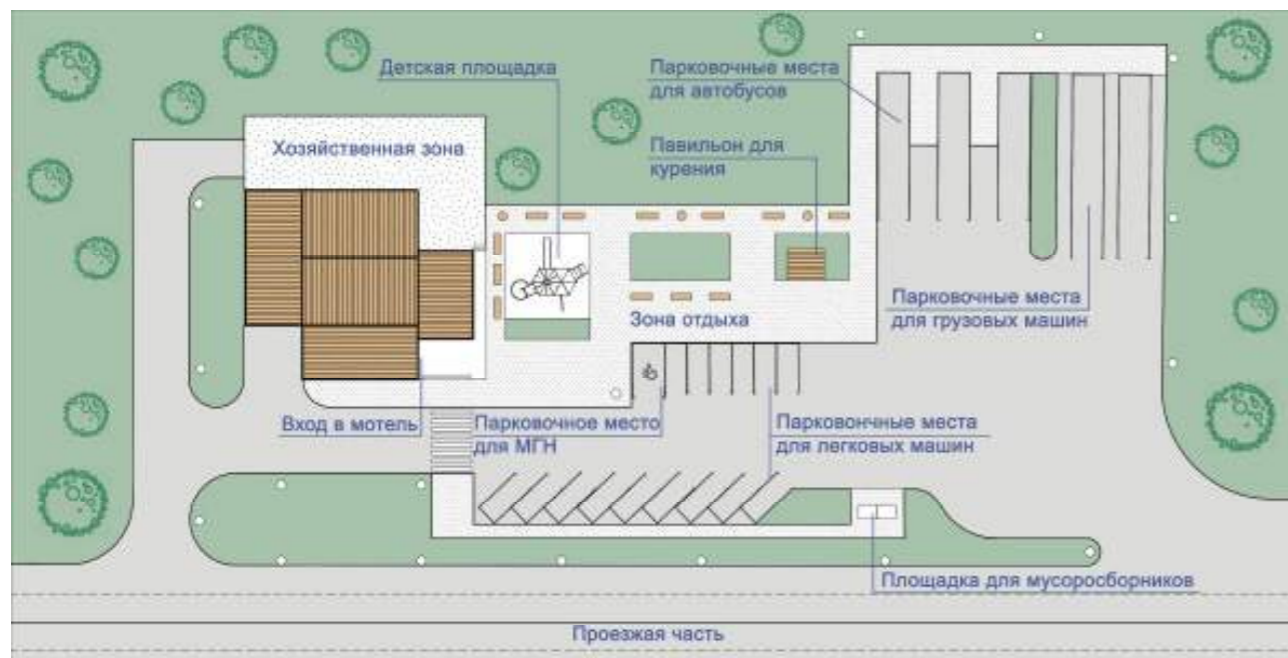 Детская площадка
Парковочные места
для автобусов
Хозяйственная зона
Павильон для
курения
Парковочные места
для грузовых машин
Зона отдыха
Вход в мотель
Парковочное место
для МГН
Парковончные места
для легковых машин
Площадка для мусоросборников
Проезжая часть